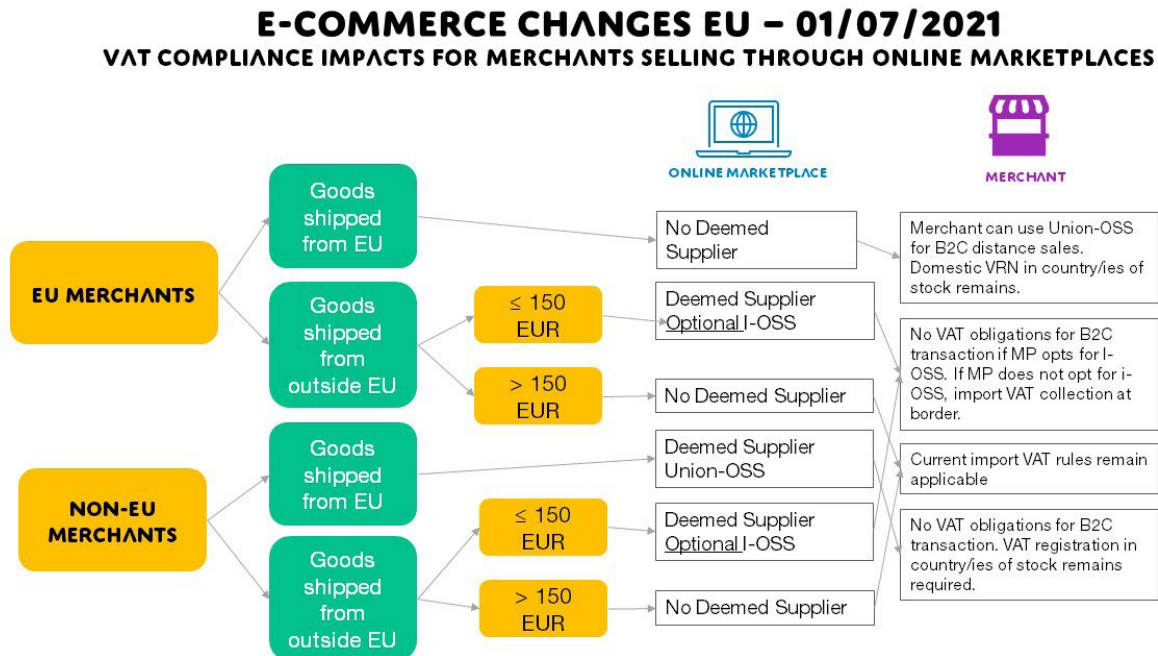 E-COMMERCE CHANGES EU – 01/07/2021
VAT COMPLIANCE IMPACTS FOR MERCHANTS SELLING THROUGH ONLINE MARKETPLACES
ONLINE MARKETPLACE
MERCHANT
EU MERCHANTS
Goods
shipped
from EU
No Deemed
Supplier
Merchant can use Union-OSS
for B2C distance sales.
Domestic VRN in country/ies of
stock remains.
Goods
shipped
from
outside EU
≤ 150
EUR
Deemed Supplier
Optional I-OSS
No VAT obligations for B2C
transaction if MP opts for I-
OSS. If MP does not opt for i-
OSS, import VAT collection at
border.
> 150
EUR
No Deemed Supplier
Current import VAT rules remain
applicable
NON-EU
MERCHANTS
Goods
shipped
from EU
Deemed Supplier
Union-OSS
No VAT obligations for B2C
transaction. VAT registration in
country/ies of stock remains
required.
Goods
shipped
from
outside EU
≤ 150
EUR
Deemed Supplier
Optional I-OSS
> 150
EUR
No Deemed Supplier